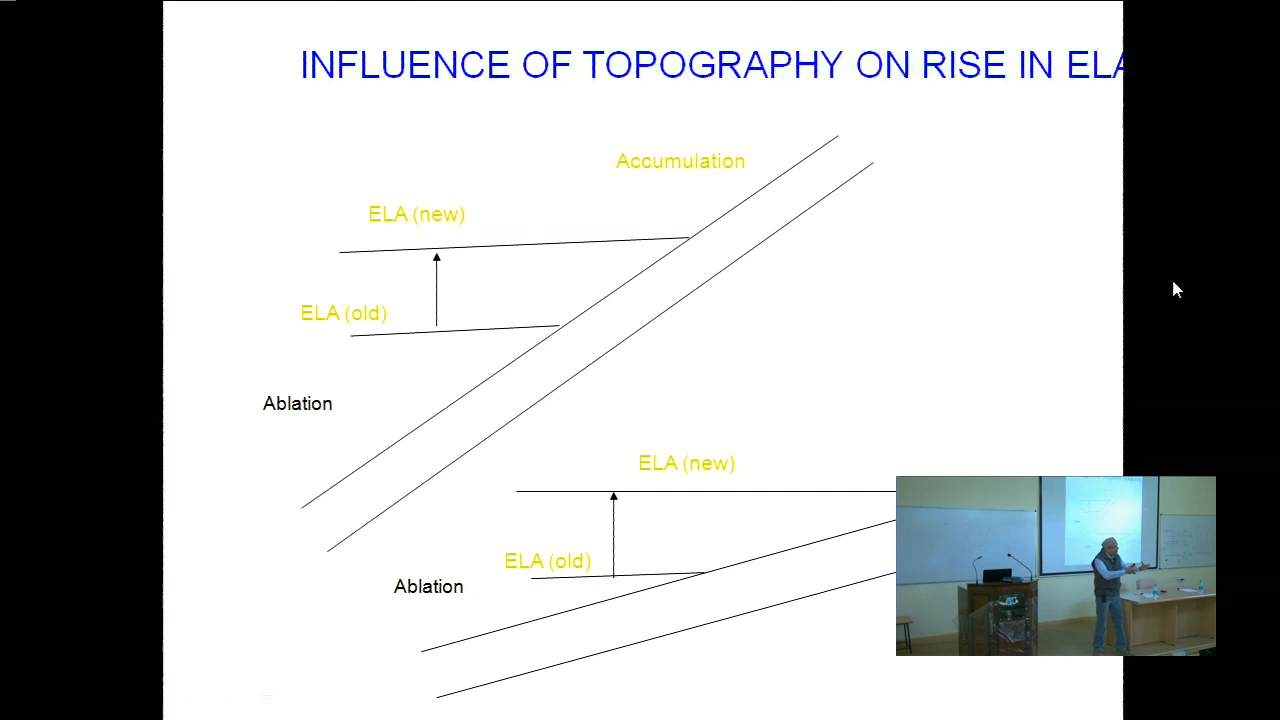 INFLUENCE OF TOPOGRAPHY ON RISE IN ELA
Accumulation
ELA (new)
ELA (old)
Ablation
ELA (new)
ELA (old)
Ablation